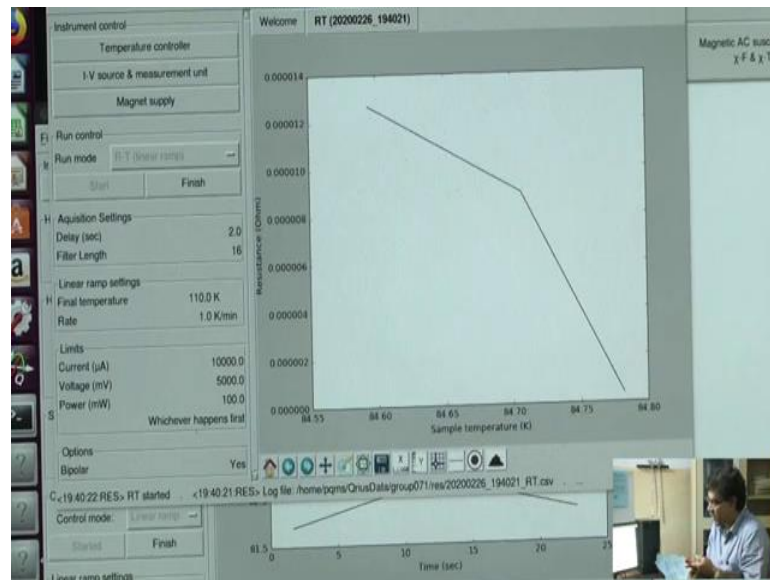 Instrument control
Temperature controller
I-V source & measurement unit
Magnet supply
Run control
Run mode R-T (linear ramp)
Start Finish
Aquisition Settings
Delay (sec) 2.0
Filter Length 16
Linear ramp settings
Final temperature 110.0 K
Rate 1.0 K/min
Limits
Current (µA) 10000.0
Voltage (mV) 5000.0
Power (mW) 100.0
Whichever happens first
Options
Bipolar Yes
Welcome RT (20200226_194021)
0.000014
0.000012
0.000010
0.000008
0.000006
0.000004
0.000002
0.000000
Resistance (Ohm)
84.55 84.60 84.65 84.70 84.75 84.80
Sample temperature (K)
Magnetic AC susc
χ-F & χ-T
<19:40:22:RES> RT started . <19:40:21:RES> Log file: /home/pqms/QriusData/group071/res/20200226_194021_RT.csv
Control mode: Linear ramp
Started Finish
Linear ramp settings
81.5
0 5 10 15 20 25
Time (sec)